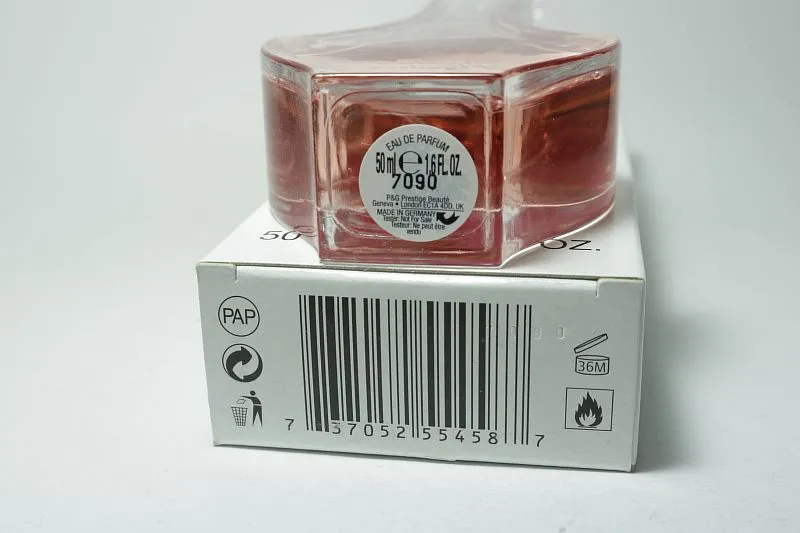 EAU DE PARFUM
50 ml e 1.6 FL. OZ.
7090
P&G Prestige Beauté
Geneva • London EC1A 4DD, UK
MADE IN GERMANY
Tester: Not For Sale
Testeur: Ne peut être
vendu
50 OZ.
PAP
7090
36M
7 37052 55458 7